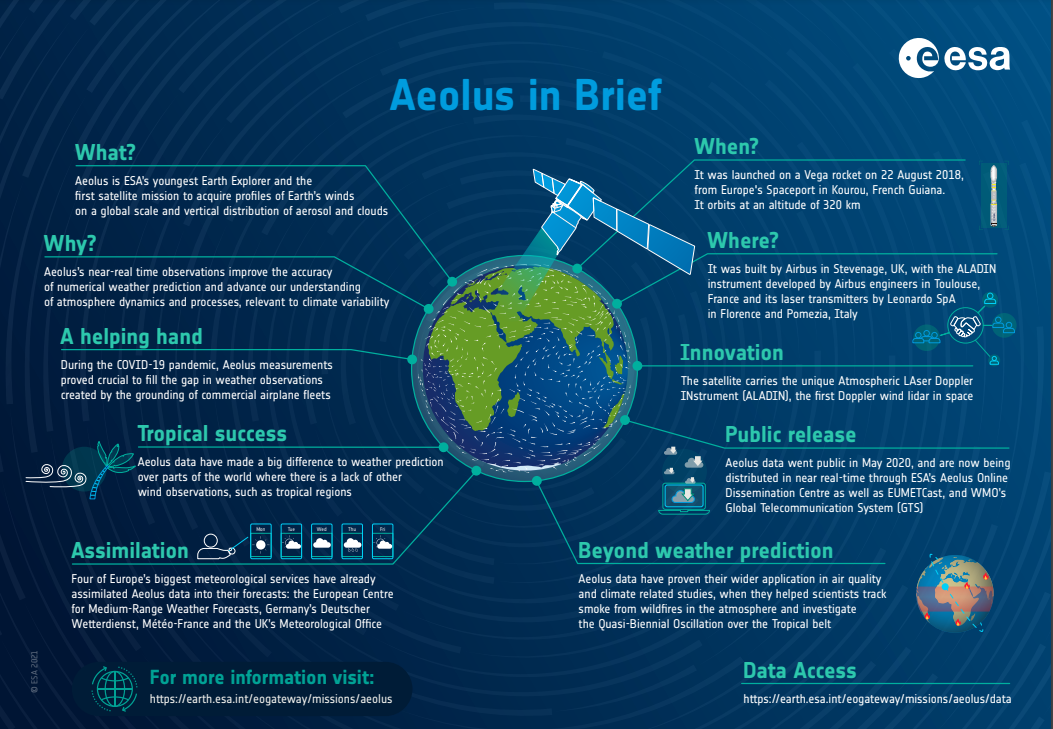 esa
Aeolus in Brief
What?
Aeolus is ESA's youngest Earth Explorer and the
first satellite mission to acquire profiles of Earth's winds
on a global scale and vertical distribution of aerosol and clouds
Why?
Aeolus's near-real time observations improve the accuracy
of numerical weather prediction and advance our understanding
of atmosphere dynamics and processes, relevant to climate variability
A helping hand
During the COVID-19 pandemic, Aeolus measurements
proved crucial to fill the gap in weather observations
created by the grounding of commercial airplane fleets
Tropical success
Aeolus data have made a big difference to weather prediction
over parts of the world where there is a lack of other
wind observations, such as tropical regions
Assimilation
Mon
Tue
Wed
Thu
Fri
Four of Europe's biggest meteorological services have already
assimilated Aeolus data into their forecasts: the European Centre
for Medium-Range Weather Forecasts, Germany's Deutscher
Wetterdienst, Météo-France and the UK's Meteorological Office
When?
It was launched on a Vega rocket on 22 August 2018,
from Europe's Spaceport in Kourou, French Guiana.
It orbits at an altitude of 320 km
Where?
It was built by Airbus in Stevenage, UK, with the ALADIN
instrument developed by Airbus engineers in Toulouse,
France and its laser transmitters by Leonardo SpA
in Florence and Pomezia, Italy
Innovation
The satellite carries the unique Atmospheric LAser Doppler
INstrument (ALADIN), the first Doppler wind lidar in space
Public release
Aeolus data went public in May 2020, and are now being
distributed in near real-time through ESA's Aeolus Online
Dissemination Centre as well as EUMETCast, and WMO's
Global Telecommunication System (GTS)
Beyond weather prediction
Aeolus data have proven their wider application in air quality
and climate related studies, when they helped scientists track
smoke from wildfires in the atmosphere and investigate
the Quasi-Biennial Oscillation over the Tropical belt
© ESA 2021
For more information visit:
https://earth.esa.int/eogateway/missions/aeolus
Data Access
https://earth.esa.int/eogateway/missions/aeolus/data